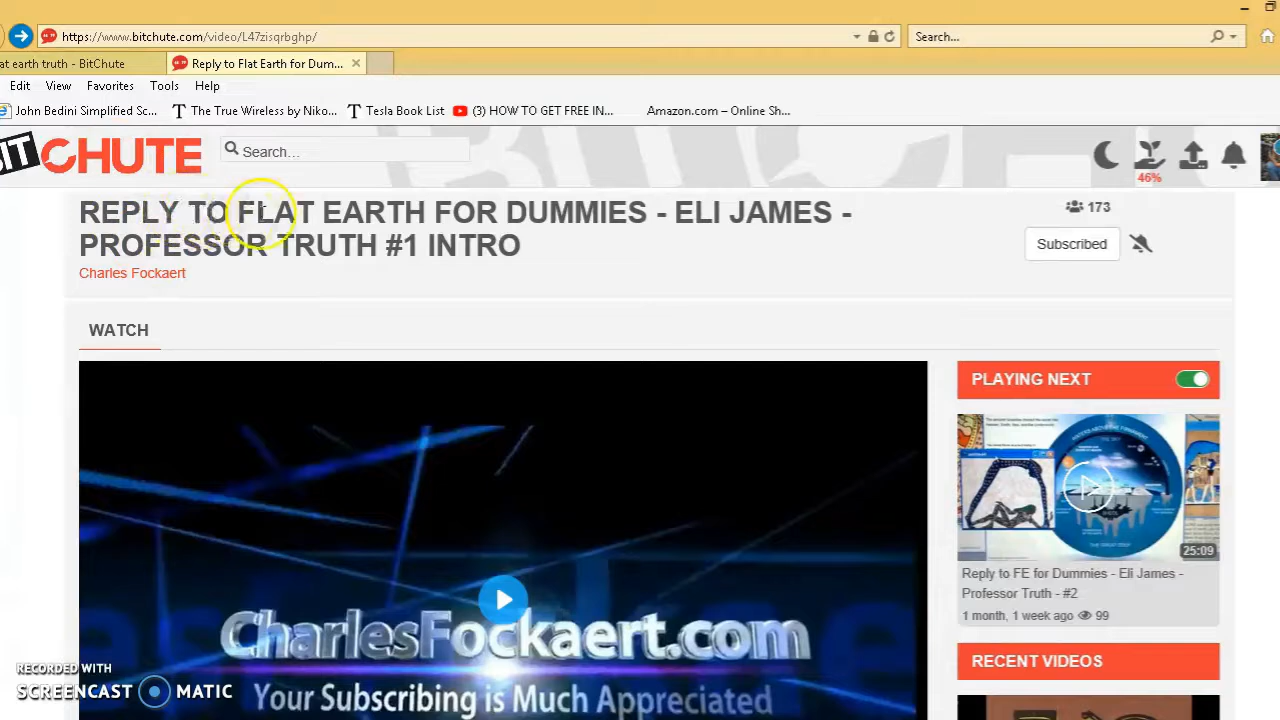 https://www.bitchute.com/video/L47zisqrbghp/
Search...
at earth truth - BitChute
Reply to Flat Earth for Dum...
Edit View Favorites Tools Help
John Bedini Simplified Sc...
The True Wireless by Niko...
Tesla Book List
(3) HOW TO GET FREE IN...
Amazon.com – Online Sh...
BITCHUTE
Search...
46%
REPLY TO FLAT EARTH FOR DUMMIES - ELI JAMES -
PROFESSOR TRUTH #1 INTRO
Charles Fockaert
173
Subscribed
WATCH
CharlesFockaert.com
Your Subscribing is Much Appreciated
PLAYING NEXT
25:09
Reply to FE for Dummies - Eli James -
Professor Truth - #2
1 month, 1 week ago 99
RECENT VIDEOS
RECORDED WITH
SCREENCAST MATIC